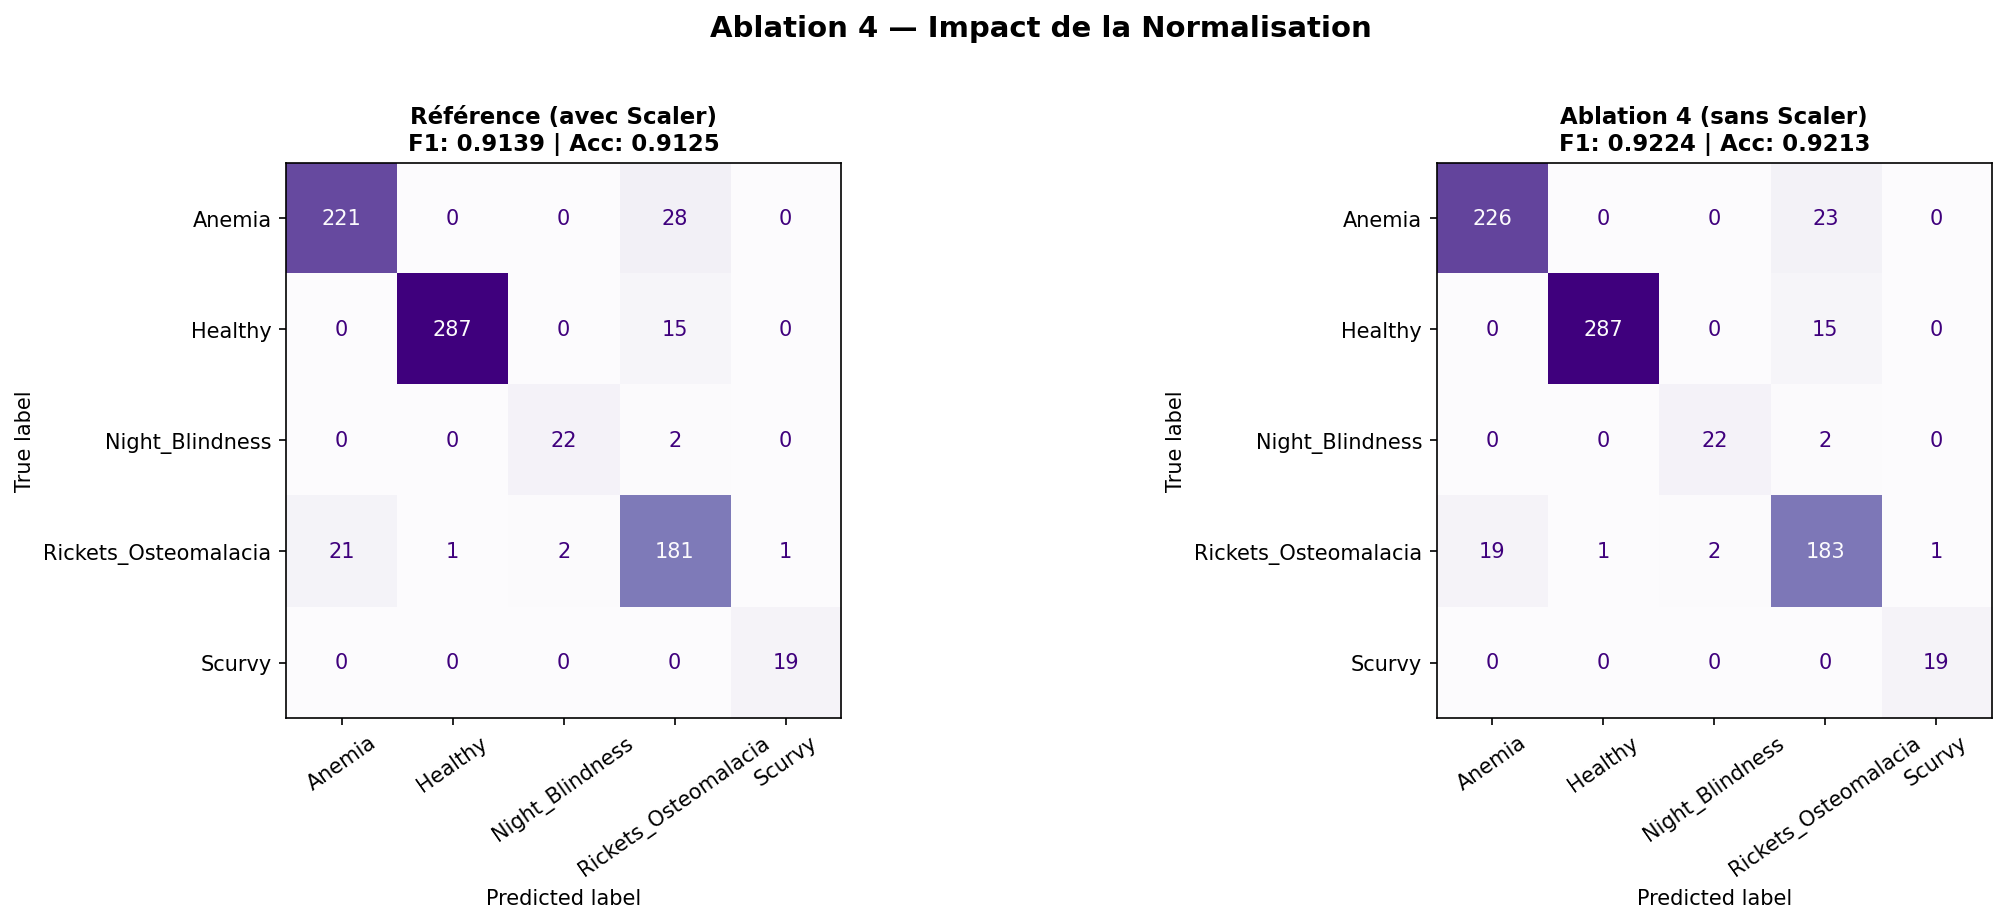 Ablation 4 — Impact de la Normalisation
Référence (avec Scaler)
F1: 0.9139 | Acc: 0.9125
True label
Anemia 221 0 0 28 0
Healthy 0 287 0 15 0
Night_Blindness 0 0 22 2 0
Rickets_Osteomalacia 21 1 2 181 1
Scurvy 0 0 0 0 19
Anemia
Healthy
Night_Blindness
Rickets_Osteomalacia
Scurvy
Predicted label
Ablation 4 (sans Scaler)
F1: 0.9224 | Acc: 0.9213
True label
Anemia 226 0 0 23 0
Healthy 0 287 0 15 0
Night_Blindness 0 0 22 2 0
Rickets_Osteomalacia 19 1 2 183 1
Scurvy 0 0 0 0 19
Anemia
Healthy
Night_Blindness
Rickets_Osteomalacia
Scurvy
Predicted label